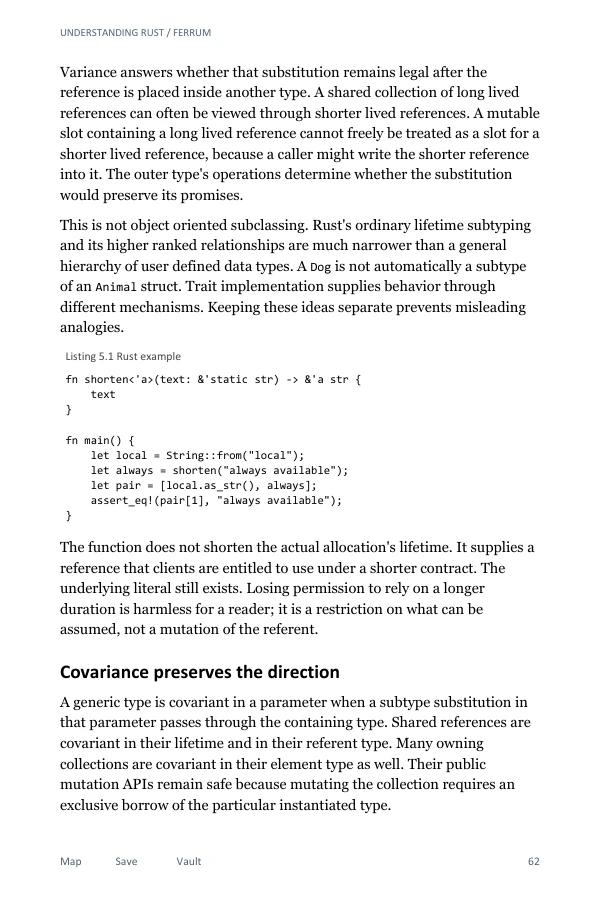 UNDERSTANDING RUST / FERRUM
Variance answers whether that substitution remains legal after the
reference is placed inside another type. A shared collection of long lived
references can often be viewed through shorter lived references. A mutable
slot containing a long lived reference cannot freely be treated as a slot for a
shorter lived reference, because a caller might write the shorter reference
into it. The outer type's operations determine whether the substitution
would preserve its promises.
This is not object oriented subclassing. Rust's ordinary lifetime subtyping
and its higher ranked relationships are much narrower than a general
hierarchy of user defined data types. A Dog is not automatically a subtype
of an Animal struct. Trait implementation supplies behavior through
different mechanisms. Keeping these ideas separate prevents misleading
analogies.
Listing 5.1 Rust example
fn shorten<'a>(text: &'static str) -> &'a str {
    text
}
fn main() {
    let local = String::from("local");
    let always = shorten("always available");
    let pair = [local.as_str(), always];
    assert_eq!(pair[1], "always available");
}
The function does not shorten the actual allocation's lifetime. It supplies a
reference that clients are entitled to use under a shorter contract. The
underlying literal still exists. Losing permission to rely on a longer
duration is harmless for a reader; it is a restriction on what can be
assumed, not a mutation of the referent.
Covariance preserves the direction
A generic type is covariant in a parameter when a subtype substitution in
that parameter passes through the containing type. Shared references are
covariant in their lifetime and in their referent type. Many owning
collections are covariant in their element type as well. Their public
mutation APIs remain safe because mutating the collection requires an
exclusive borrow of the particular instantiated type.
Map Save Vault 62